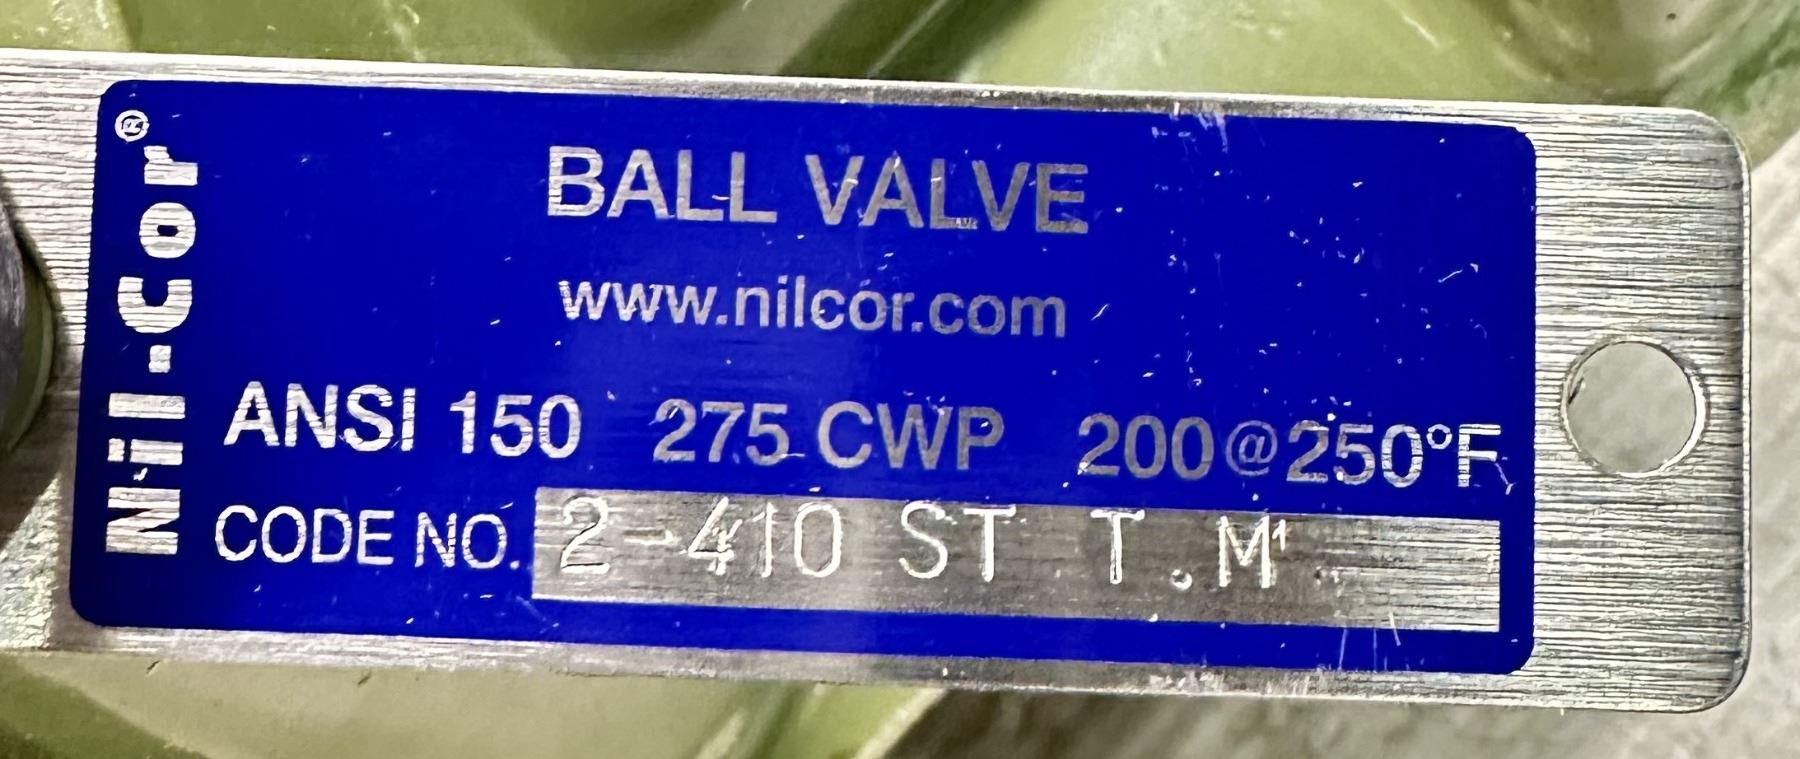 Nil-Cor®
BALL VALVE
www.nilcor.com
ANSI 150 275 CWP 200@250°F
CODE NO. 2-410 ST T.M